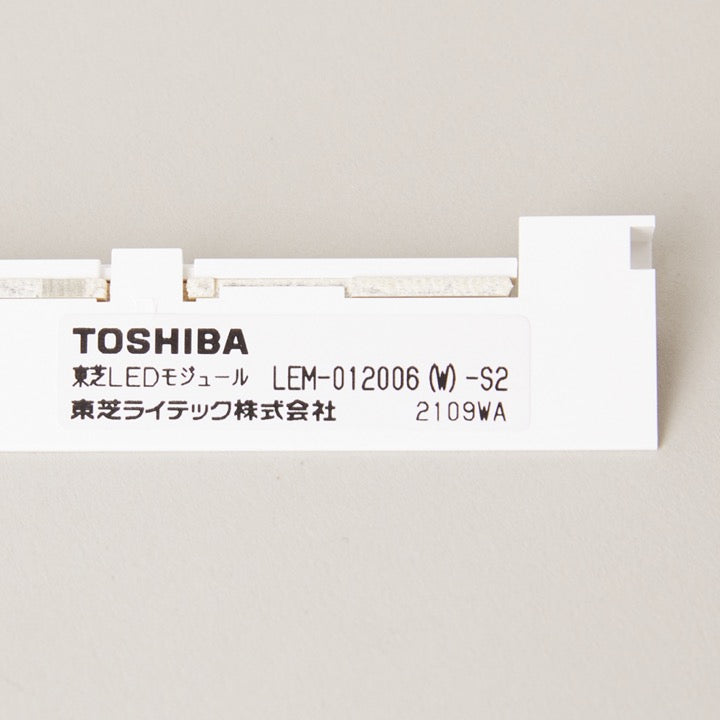 TOSHIBA
東芝LEDモジュール LEM-012006(W)-S2
東芝ライテック株式会社 2109WA